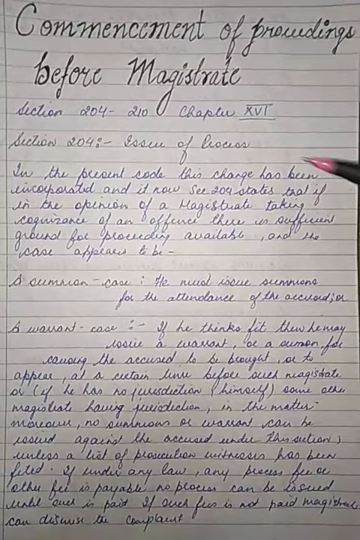 Commencement of proceedings
before Magistrate
Section 204- 210 Chapter XVI
Section 204:- Issue of Process
In the present code this change has been
incorporated and it now Sec 204 states that if
in the opinion of a Magistrate taking
cognizance of an offence there is sufficient
ground for proceeding available, and the
case appears to be -
A summon-case : He must issue summons
for the attendance of the accused; or
A warrant-case :- If he thinks fit then he may
issue a warrant, or a summon, for
causing the accused to be brought, or to
appear, at a certain time before such magistrate
or (if he has no jurisdiction himself) some other
magistrate having jurisdiction, in the matter
moreover, no summons or warrant can be
issued against the accused under this section,
unless a list of prosecution witnesses has been
filed. If under any law, any process fee or
other fee is payable no process can be issued
until such is paid If such fees is not paid magistrate
can dismiss the complaint